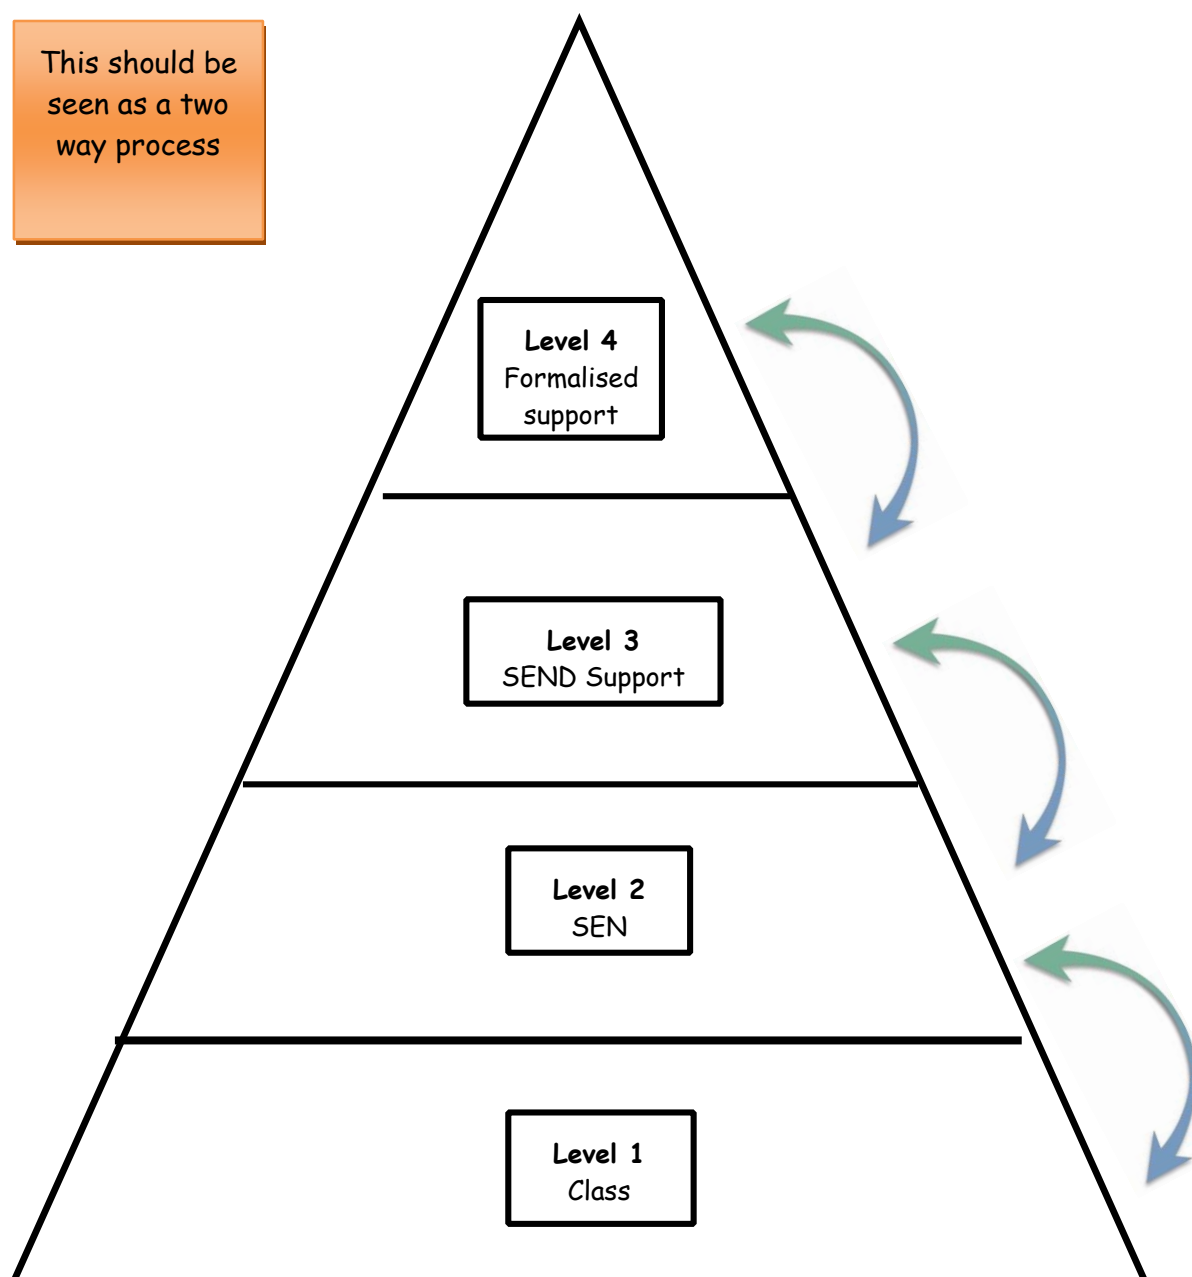 This should be
seen as a two
way process
Level 4
Formalised
support
Level 3
SEND Support
Level 2
SEN
Level 1
Class